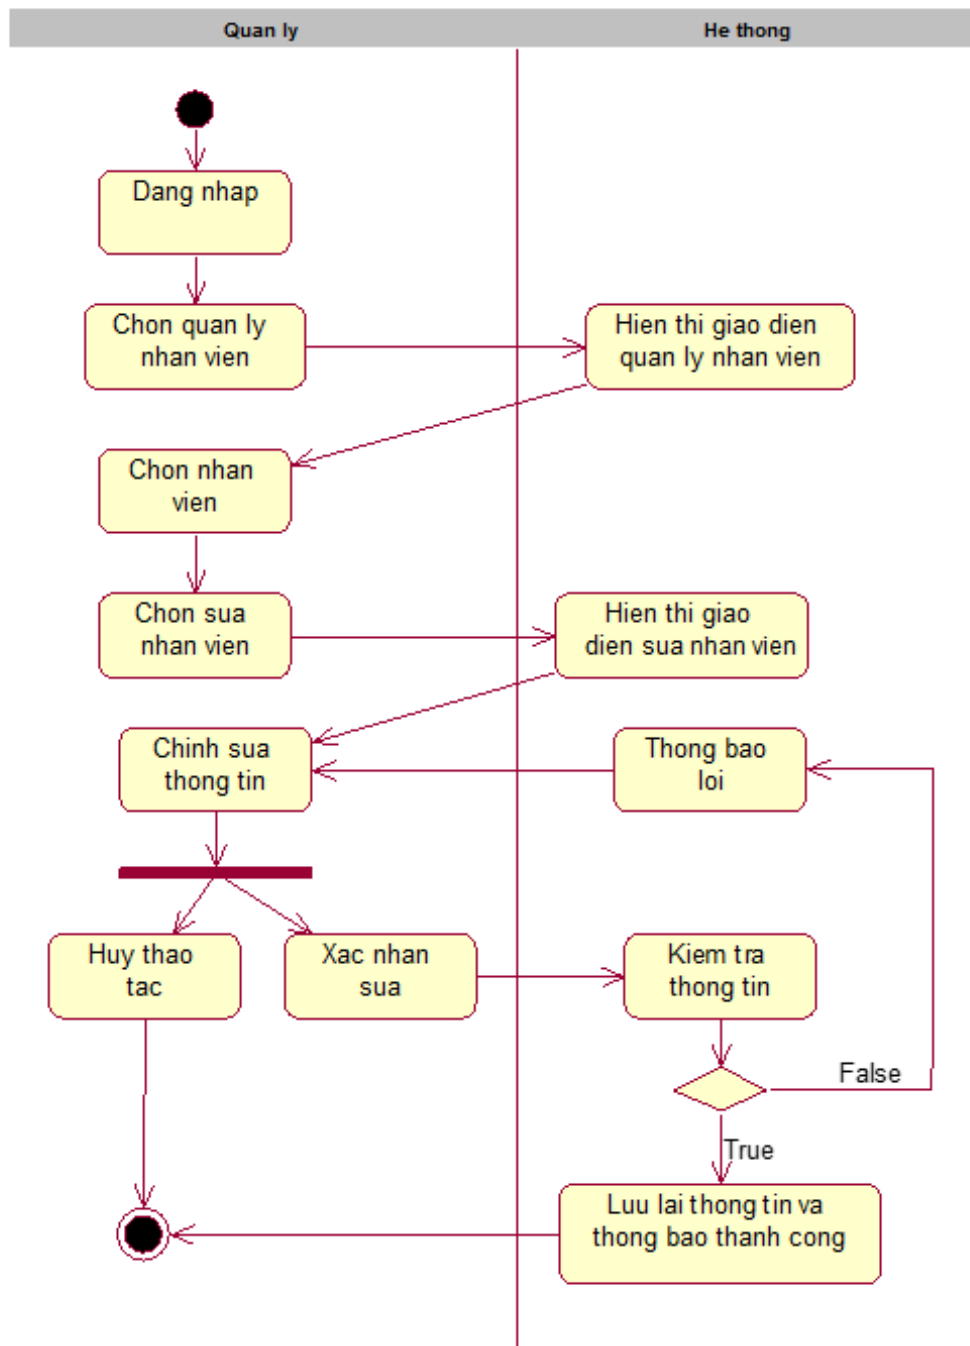 Quan ly
He thong
Dang nhap
Chon quan ly
nhan vien
Hien thi giao dien
quan ly nhan vien
Chon nhan
vien
Chon sua
nhan vien
Hien thi giao
dien sua nhan vien
Chinh sua
thong tin
Thong bao
loi
Huy thao
tac
Xac nhan
sua
Kiem tra
thong tin
False
True
Luu lai thong tin va
thong bao thanh cong